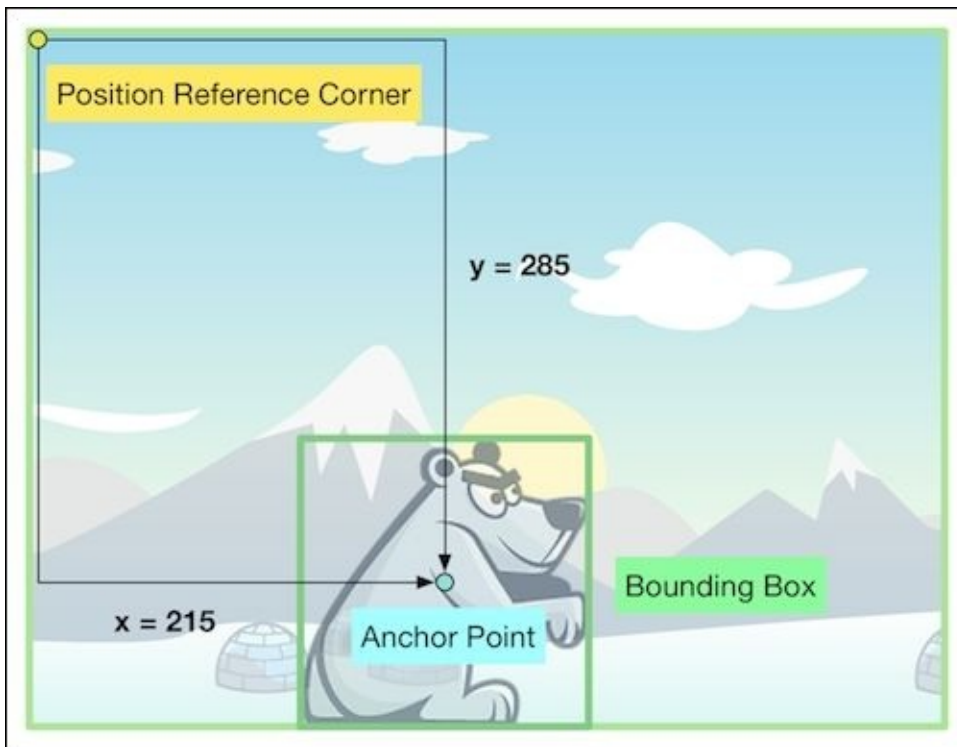 Position Reference Corner
y = 285
Bounding Box
x = 215
Anchor Point